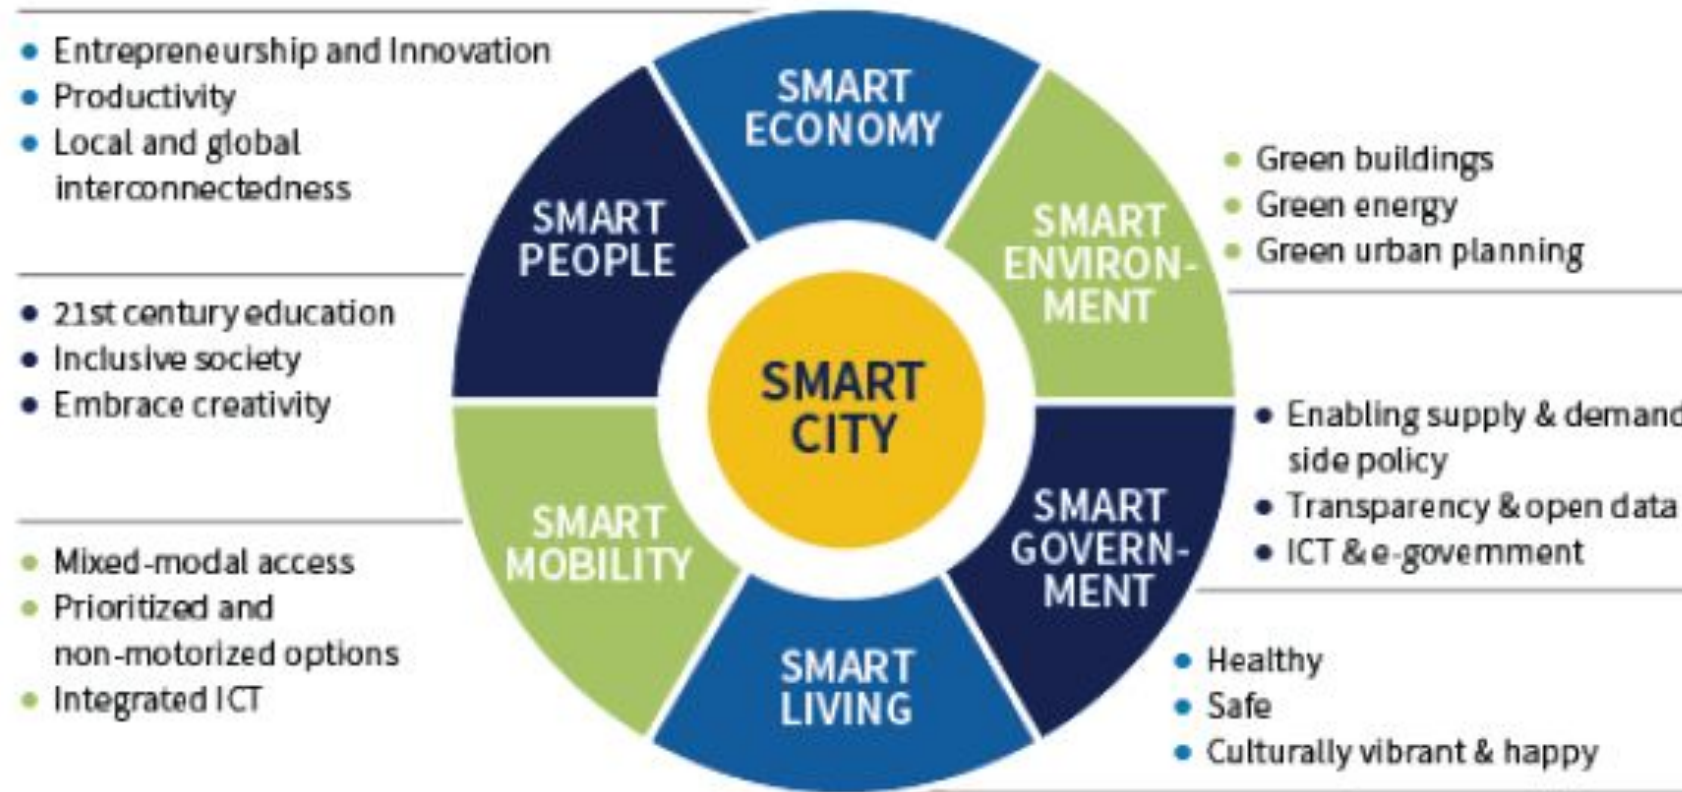 Entrepreneurship and Innovation
Productivity
Local and global
interconnectedness
21st century education
Inclusive society
Embrace creativity
Mixed-modal access
Prioritized and
non-motorized options
Integrated ICT
SMART
ECONOMY
SMART
PEOPLE
SMART
ENVIRON-
MENT
SMART
CITY
SMART
MOBILITY
SMART
GOVERN-
MENT
SMART
LIVING
Green buildings
Green energy
Green urban planning
Enabling supply & demand
side policy
Transparency & open data
ICT & e-government
Healthy
Safe
Culturally vibrant & happy